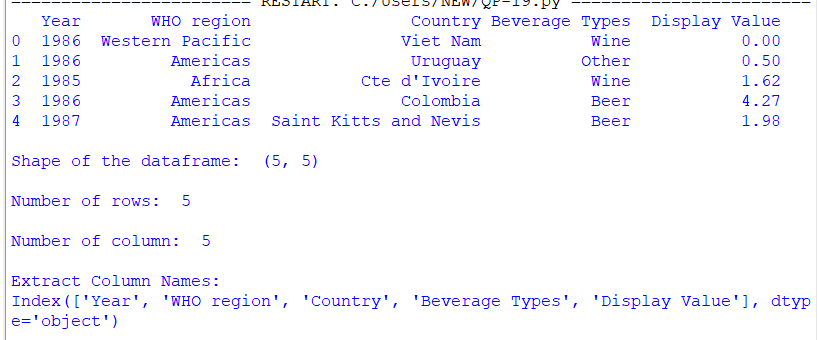 ======================== RESTART: C:/Users/NEW/QP-19.py ========================
   Year       WHO region                Country Beverage Types  Display Value
0  1986  Western Pacific               Viet Nam           Wine           0.00
1  1986         Americas                Uruguay          Other           0.50
2  1985           Africa           Cte d'Ivoire           Wine           1.62
3  1986         Americas               Colombia           Beer           4.27
4  1987         Americas  Saint Kitts and Nevis           Beer           1.98
Shape of the dataframe:  (5, 5)
Number of rows:  5
Number of column:  5
Extract Column Names:
Index(['Year', 'WHO region', 'Country', 'Beverage Types', 'Display Value'], dtyp
e='object')